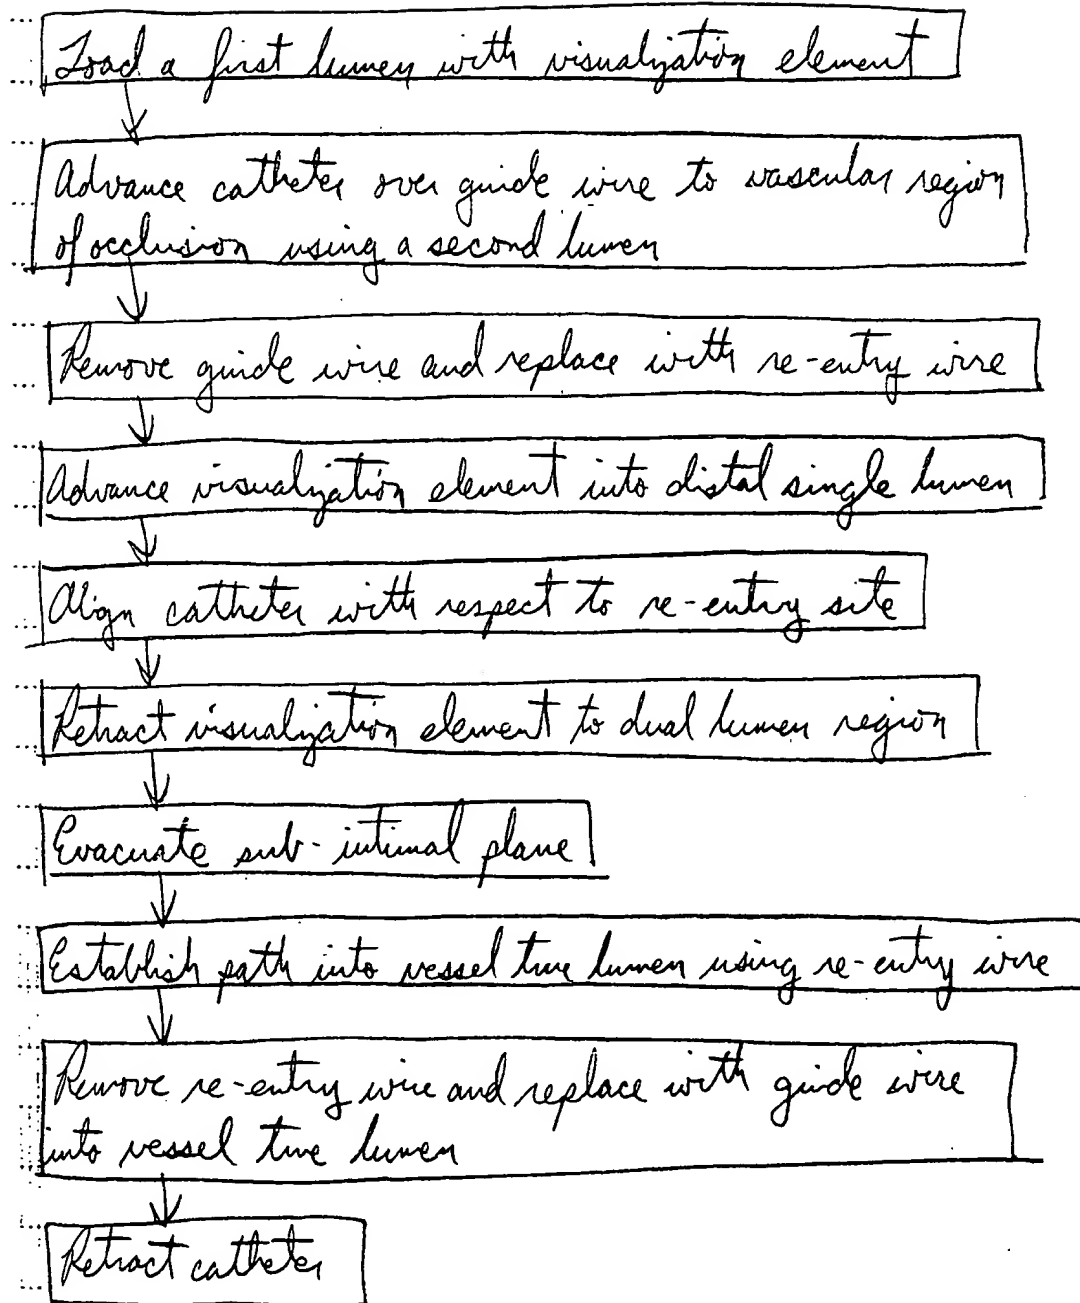 Load a first lumen with visualization element
Advance catheter over guide wire to vascular region
of occlusion using a second lumen
Remove guide wire and replace with re-entry wire
Advance visualization element into distal single lumen
Align catheter with respect to re-entry site
Retract visualization element to dual lumen region
Evacuate sub-intimal plane
Establish path into vessel true lumen using re-entry wire
Remove re-entry wire and replace with guide wire
into vessel true lumen
Retract catheter